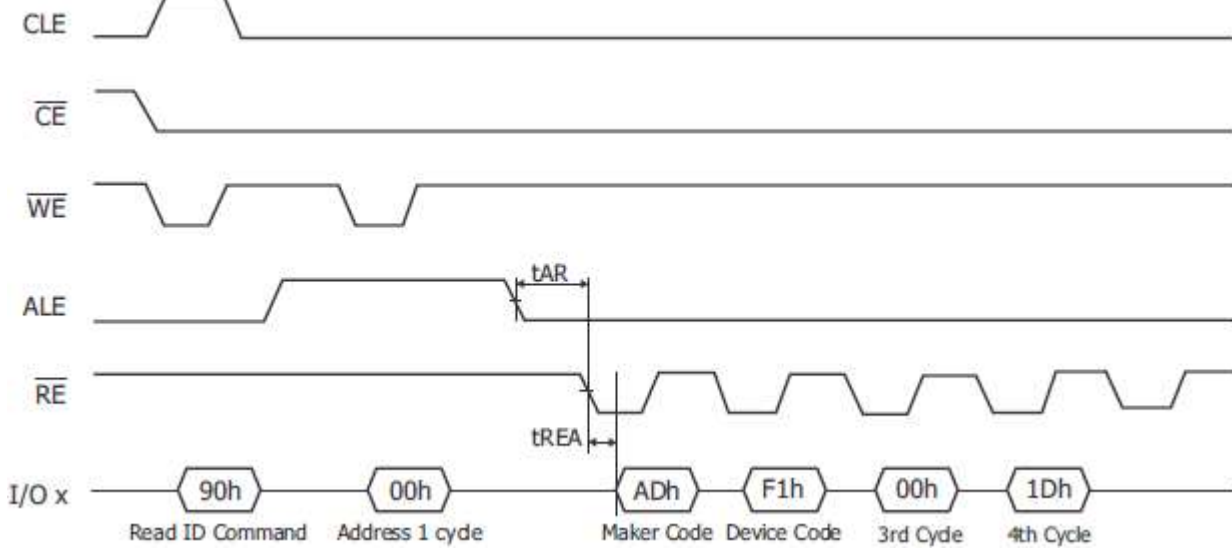 CLE
CE
WE
tAR
ALE
RE
tREA
I/O x 90h 00h ADh F1h 00h 1Dh
Read ID Command Address 1 cycle Maker Code Device Code 3rd Cycle 4th Cycle